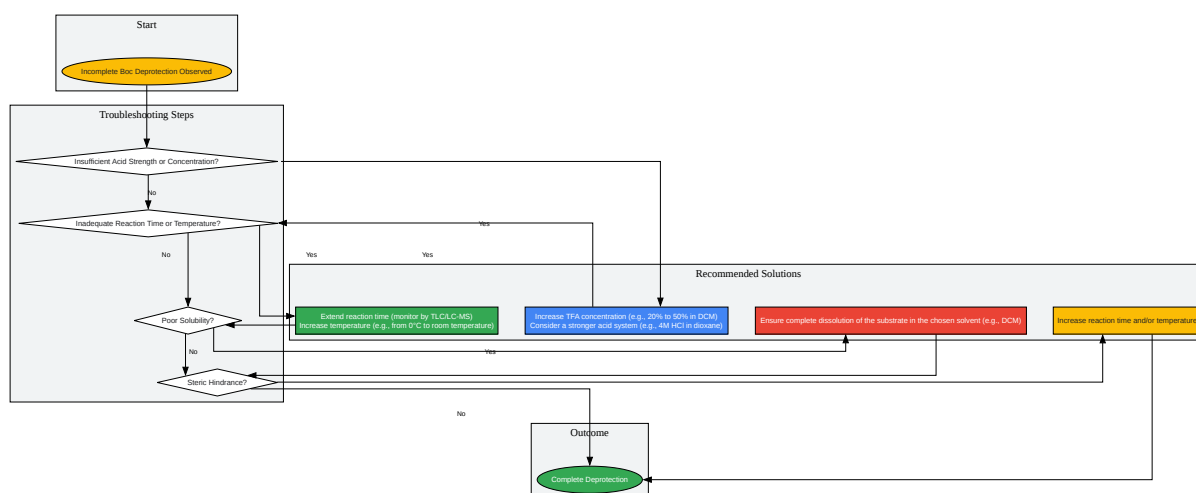 Start
Incomplete Boc Deprotection Observed
Troubleshooting Steps
Insufficient Acid Strength or Concentration?
No
Inadequate Reaction Time or Temperature?
Yes
No
Yes
Yes
Recommended Solutions
Extend reaction time (monitor by TLC/LC-MS)
Increase temperature (e.g., from 0°C to room temperature)
Increase TFA concentration (e.g., 20% to 50% in DCM)
Consider a stronger acid system (e.g., 4M HCl in dioxane)
Ensure complete dissolution of the substrate in the chosen solvent (e.g., DCM)
Increase reaction time and/or temperature
Poor Solubility?
No
Yes
Steric Hindrance?
No
Outcome
Complete Deprotection